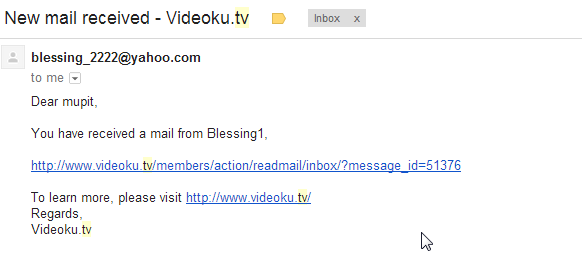 New mail received - Videoku.tv
Inbox x
blessing_2222@yahoo.com
to me
Dear mupit,
You have received a mail from Blessing1,
http://www.videoku.tv/members/action/readmail/inbox/?message_id=51376
To learn more, please visit http://www.videoku.tv/
Regards,
Videoku.tv